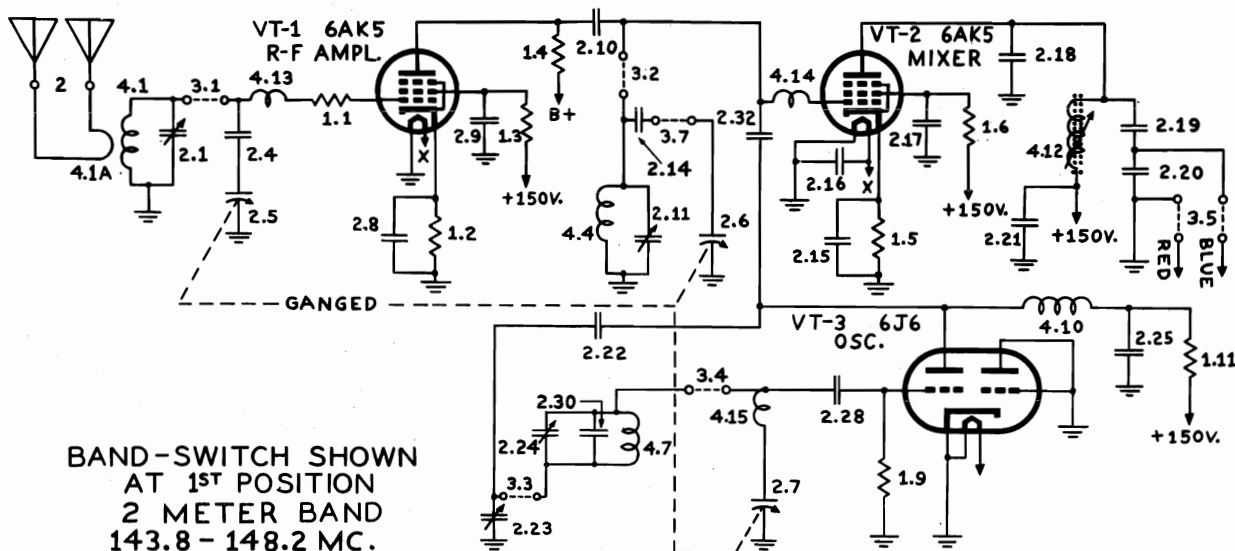 VT-1 6AK5
R-F AMPL.
2
4.1
4.1A
2.1
3.1
2.4
2.5
4.13
1.1
X
2.9
1.3
+150V.
2.8
1.2
1.4
B+
2.10
3.2
3.7
2.14
4.4
2.11
2.6
2.32
4.14
VT-2 6AK5
MIXER
2.16
X
2.17
1.6
+150V.
2.15
1.5
2.18
4.12
2.19
2.20
2.21
+150V.
3.5
RED
BLUE
GANGED
2.22
VT-3 6J6
OSC.
4.10
2.25
1.11
+150V.
3.4
2.30
2.24
4.7
3.3
2.23
4.15
2.28
2.7
1.9
BAND-SWITCH SHOWN
AT 1ST POSITION
2 METER BAND
143.8-148.2 MC.